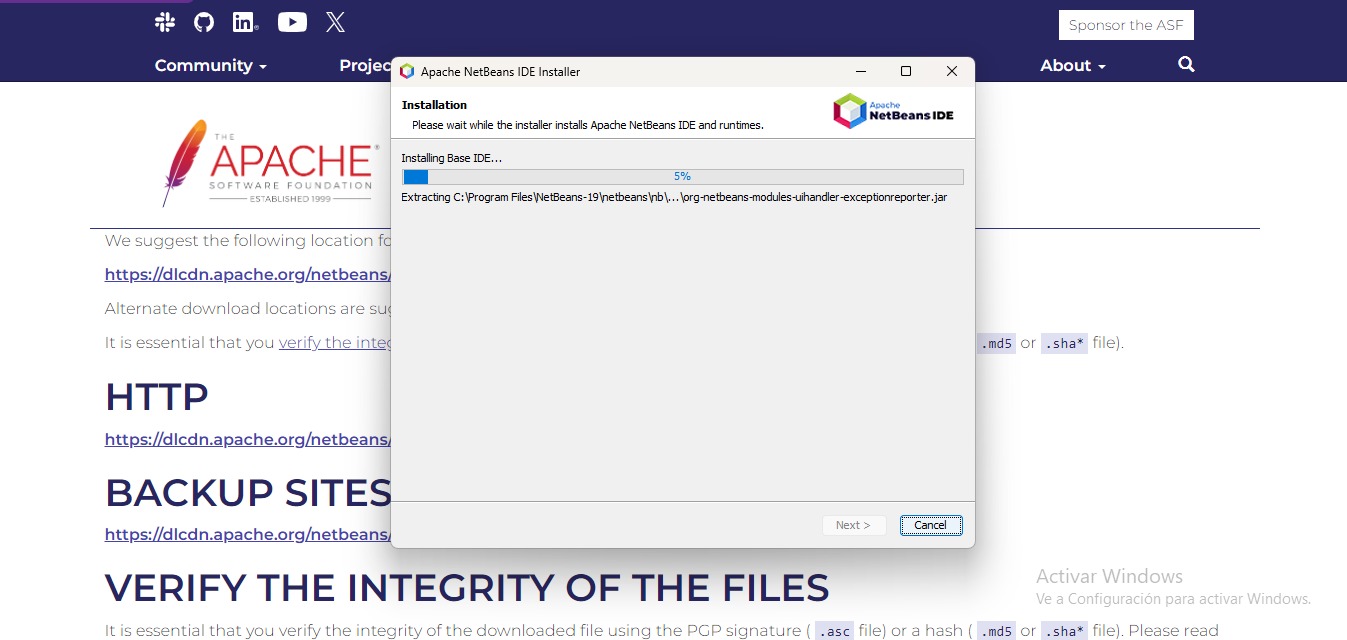 Sponsor the ASF
Community
Projec
About
Apache NetBeans IDE Installer
Installation
Please wait while the installer installs Apache NetBeans IDE and runtimes.
Apache
NetBeans IDE
Installing Base IDE...
5%
Extracting C:\Program Files\NetBeans-19\netbeans\nb\...\org-netbeans-modules-uihandler-exceptionreporter.jar
Next >
Cancel
THE
APACHE®
SOFTWARE FOUNDATION
ESTABLISHED 1999
We suggest the following location fo
https://dlcdn.apache.org/netbeans/
Alternate download locations are sug
It is essential that you verify the integ .md5 or .sha* file).
HTTP
https://dlcdn.apache.org/netbeans/
BACKUP SITES
https://dlcdn.apache.org/netbeans/
VERIFY THE INTEGRITY OF THE FILES
It is essential that you verify the integrity of the downloaded file using the PGP signature ( .asc file) or a hash ( .md5 or .sha* file). Please read
Activar Windows
Ve a Configuración para activar Windows.